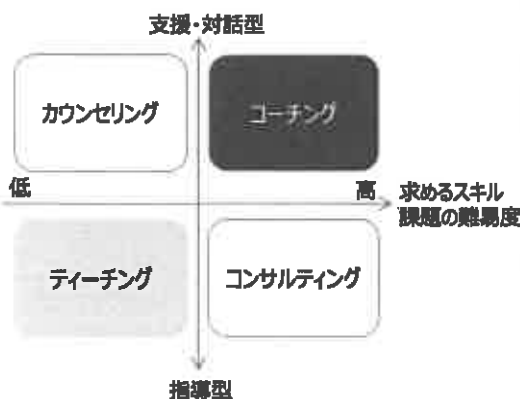 支援・対話型
カウンセリング
コーチング
低
高
求めるスキル
課題の難易度
ティーチング
コンサルティング
指導型